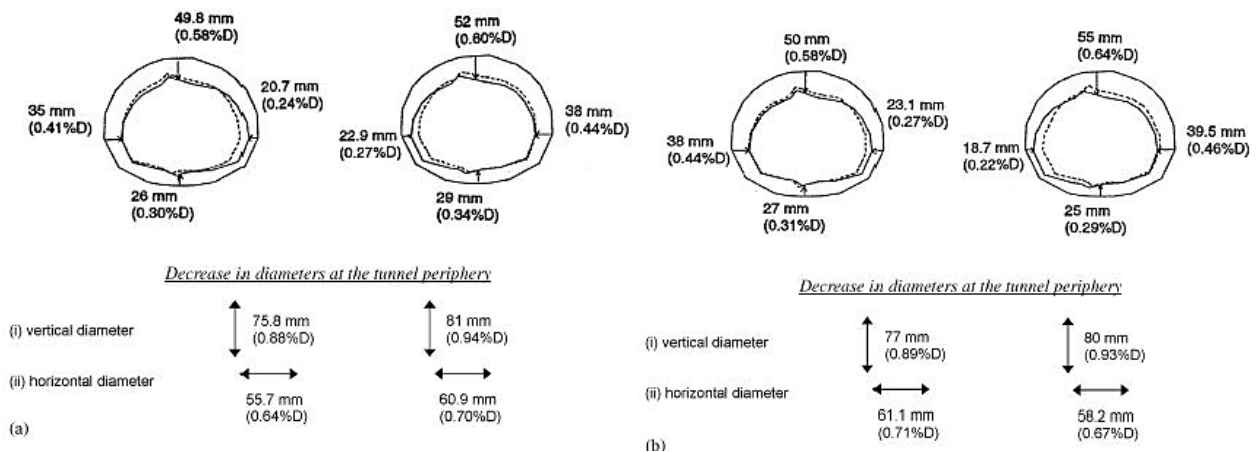 49.8 mm
(0.58%D)
20.7 mm
(0.24%D)
35 mm
(0.41%D)
26 mm
(0.30%D)
52 mm
(0.60%D)
38 mm
(0.44%D)
22.9 mm
(0.27%D)
29 mm
(0.34%D)
Decrease in diameters at the tunnel periphery
(i) vertical diameter
75.8 mm
(0.88%D)
81 mm
(0.94%D)
(ii) horizontal diameter
55.7 mm
(0.64%D)
60.9 mm
(0.70%D)
(a)
50 mm
(0.58%D)
23.1 mm
(0.27%D)
38 mm
(0.44%D)
27 mm
(0.31%D)
55 mm
(0.64%D)
39.5 mm
(0.46%D)
18.7 mm
(0.22%D)
25 mm
(0.29%D)
Decrease in diameters at the tunnel periphery
(i) vertical diameter
77 mm
(0.89%D)
80 mm
(0.93%D)
(ii) horizontal diameter
61.1 mm
(0.71%D)
58.2 mm
(0.67%D)
(b)